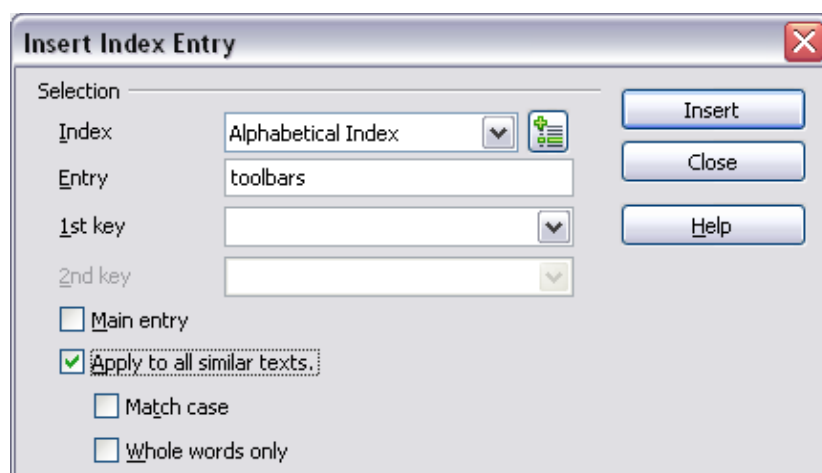 Insert Index Entry
Selection
Index Alphabetical Index
Entry toolbars
1st key
2nd key
Main entry
Apply to all similar texts.
Match case
Whole words only
Insert
Close
Help